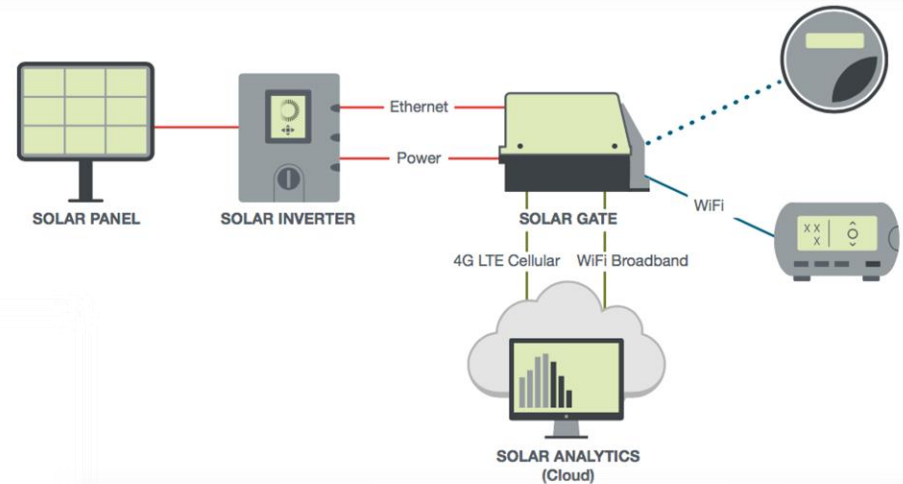 Ethernet
Power
SOLAR PANEL
SOLAR INVERTER
SOLAR GATE
WiFi
X X
X
4G LTE Cellular
WiFi Broadband
SOLAR ANALYTICS
(Cloud)